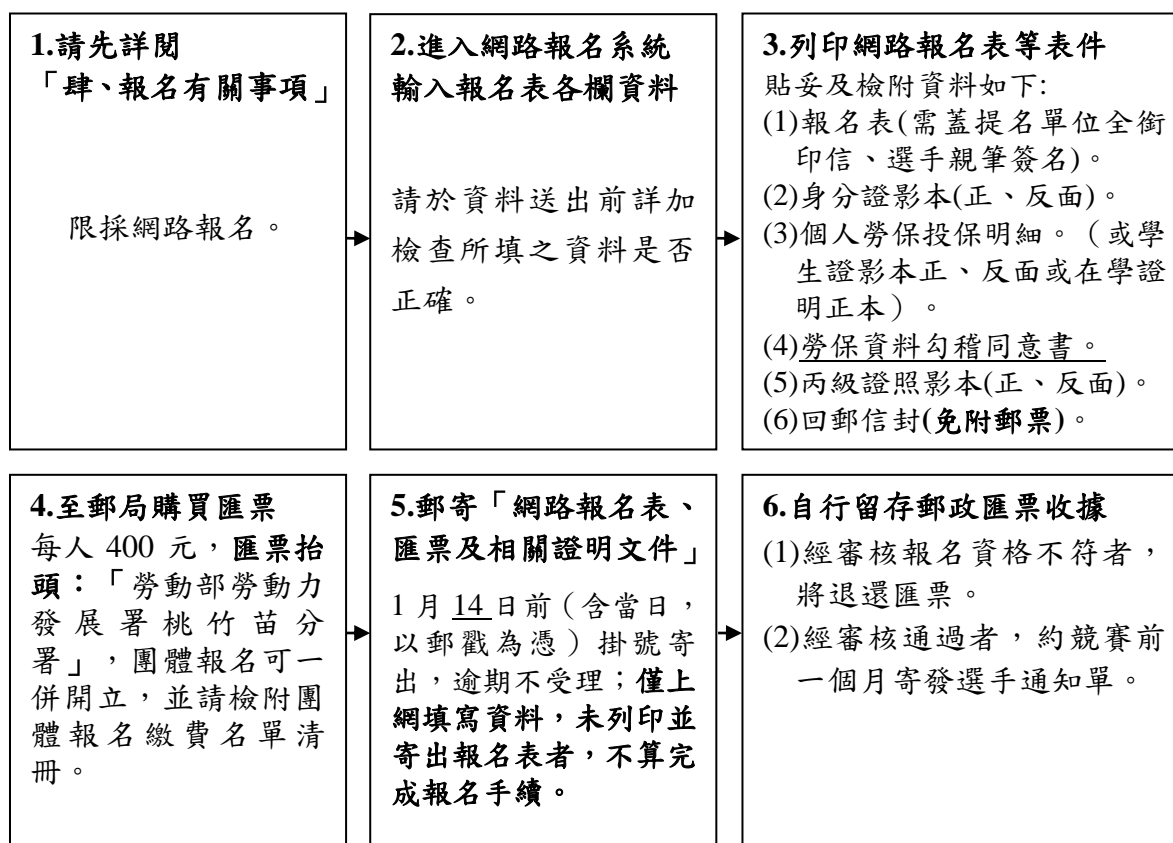 1.請先詳閱
「肆、報名有關事項」
限採網路報名。
2.進入網路報名系統
輸入報名表各欄資料
請於資料送出前詳加
檢查所填之資料是否
正確。
3.列印網路報名表等表件
貼妥及檢附資料如下:
(1)報名表(需蓋提名單位全銜
印信、選手親筆簽名)。
(2)身分證影本(正、反面)。
(3)個人勞保投保明細。（或學
生證影本正、反面或在學證
明正本）。
(4)勞保資料勾稽同意書。
(5)丙級證照影本(正、反面)。
(6)回郵信封(免附郵票)。
4.至郵局購買匯票
每人 400 元，匯票抬
頭：「勞動部勞動力
發展署桃竹苗分
署」，團體報名可一
併開立，並請檢附團
體報名繳費名單清
冊。
5.郵寄「網路報名表、
匯票及相關證明文件」
1 月 14 日前（含當日，
以郵戳為憑）掛號寄
出，逾期不受理；僅上
網填寫資料，未列印並
寄出報名表者，不算完
成報名手續。
6.自行留存郵政匯票收據
(1)經審核報名資格不符者，
將退還匯票。
(2)經審核通過者，約競賽前
一個月寄發選手通知單。